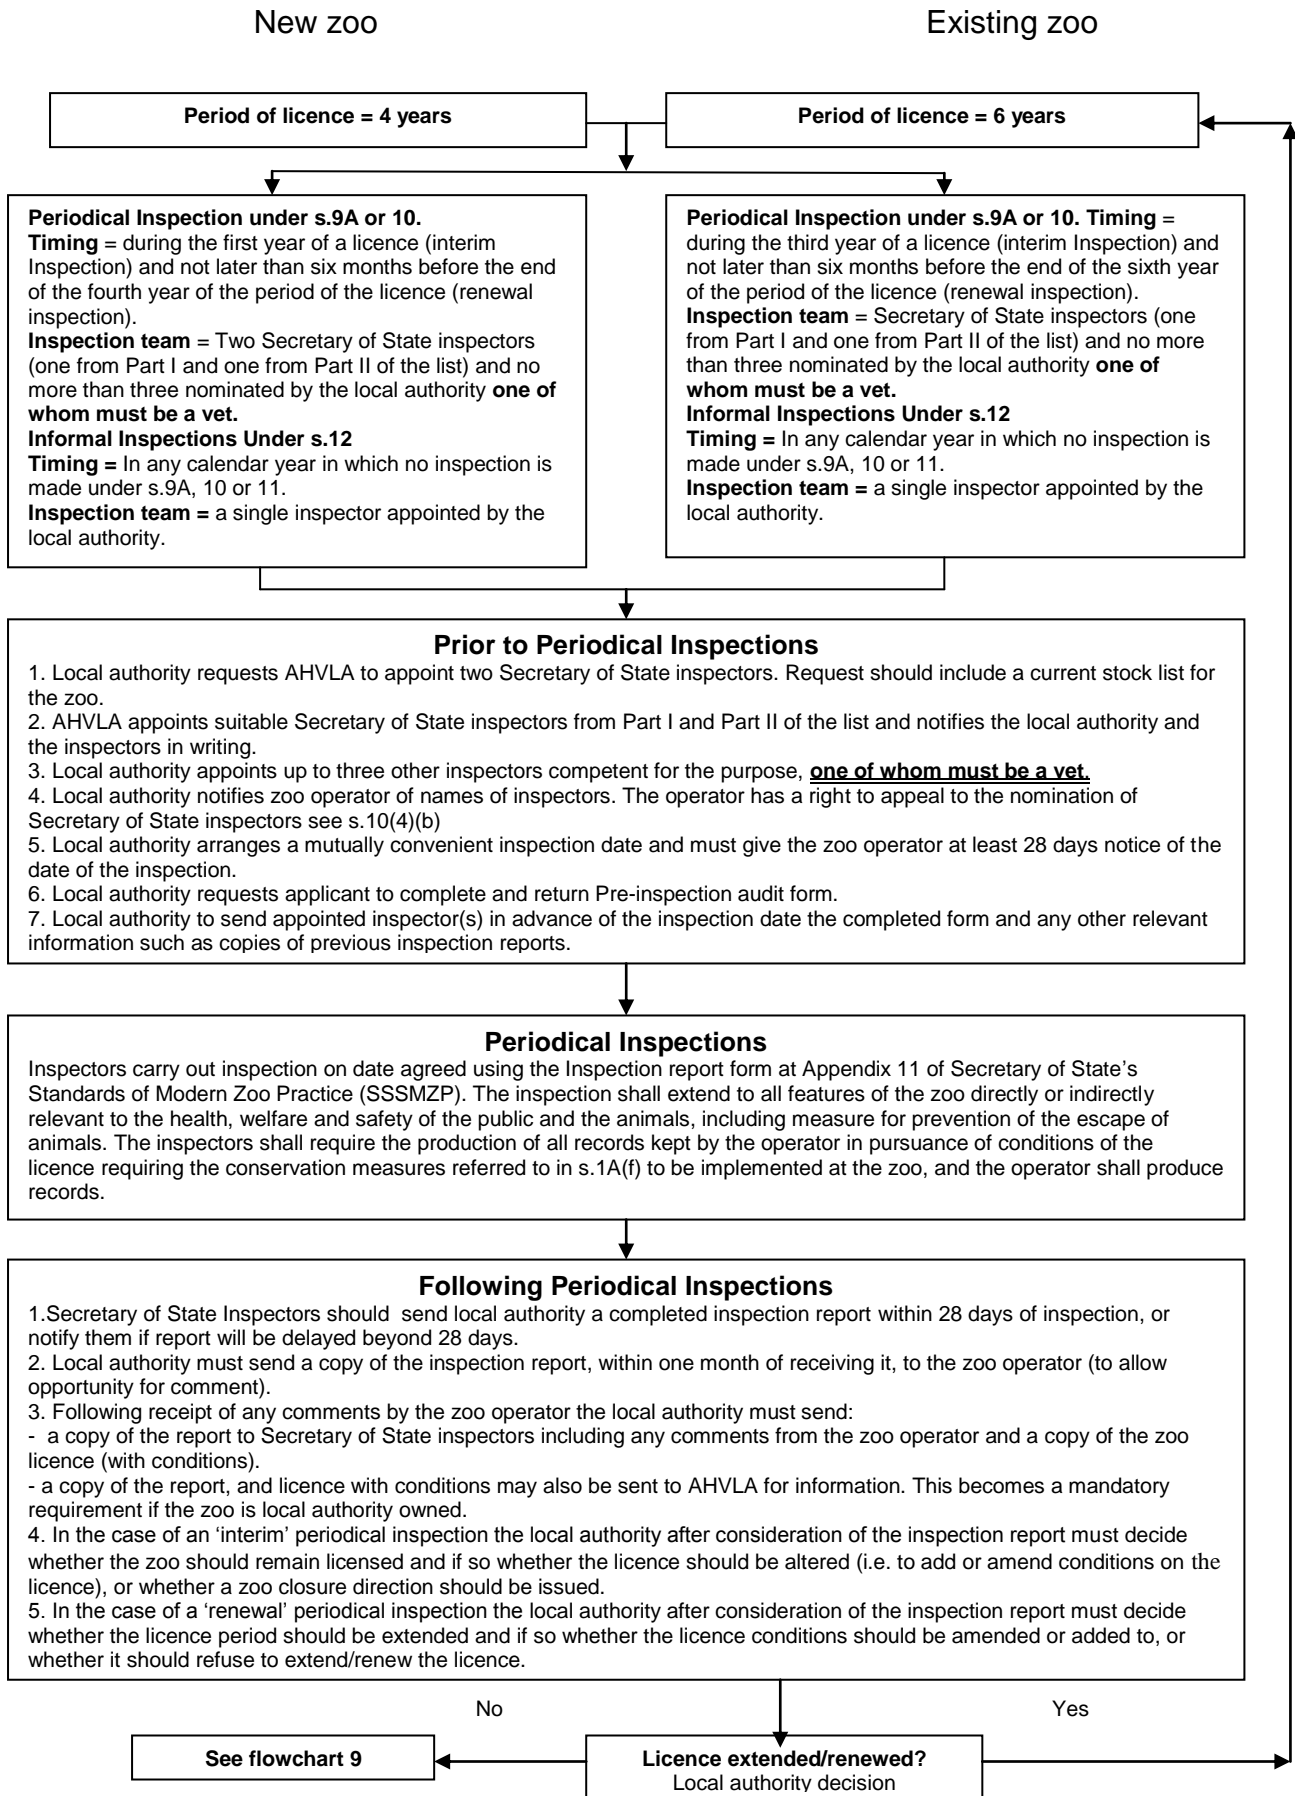 New zoo
Existing zoo
Period of licence = 4 years
Period of licence = 6 years
Periodical Inspection under s.9A or 10.
Timing = during the first year of a licence (interim
Inspection) and not later than six months before the end
of the fourth year of the period of the licence (renewal
inspection).
Inspection team = Two Secretary of State inspectors
(one from Part I and one from Part II of the list) and no
more than three nominated by the local authority one of
whom must be a vet.
Informal Inspections Under s.12
Timing = In any calendar year in which no inspection is
made under s.9A, 10 or 11.
Inspection team = a single inspector appointed by the
local authority.
Periodical Inspection under s.9A or 10. Timing =
during the third year of a licence (interim Inspection) and
not later than six months before the end of the sixth year
of the period of the licence (renewal inspection).
Inspection team = Secretary of State inspectors (one
from Part I and one from Part II of the list) and no more
than three nominated by the local authority one of
whom must be a vet.
Informal Inspections Under s.12
Timing = In any calendar year in which no inspection is
made under s.9A, 10 or 11.
Inspection team = a single inspector appointed by the
local authority.
Prior to Periodical Inspections
1. Local authority requests AHVLA to appoint two Secretary of State inspectors. Request should include a current stock list for
the zoo.
2. AHVLA appoints suitable Secretary of State inspectors from Part I and Part II of the list and notifies the local authority and
the inspectors in writing.
3. Local authority appoints up to three other inspectors competent for the purpose, one of whom must be a vet.
4. Local authority notifies zoo operator of names of inspectors. The operator has a right to appeal to the nomination of
Secretary of State inspectors see s.10(4)(b)
5. Local authority arranges a mutually convenient inspection date and must give the zoo operator at least 28 days notice of the
date of the inspection.
6. Local authority requests applicant to complete and return Pre-inspection audit form.
7. Local authority to send appointed inspector(s) in advance of the inspection date the completed form and any other relevant
information such as copies of previous inspection reports.
Periodical Inspections
Inspectors carry out inspection on date agreed using the Inspection report form at Appendix 11 of Secretary of State's
Standards of Modern Zoo Practice (SSSMZP). The inspection shall extend to all features of the zoo directly or indirectly
relevant to the health, welfare and safety of the public and the animals, including measure for prevention of the escape of
animals. The inspectors shall require the production of all records kept by the operator in pursuance of conditions of the
licence requiring the conservation measures referred to in s.1A(f) to be implemented at the zoo, and the operator shall produce
records.
Following Periodical Inspections
1.Secretary of State Inspectors should send local authority a completed inspection report within 28 days of inspection, or
notify them if report will be delayed beyond 28 days.
2. Local authority must send a copy of the inspection report, within one month of receiving it, to the zoo operator (to allow
opportunity for comment).
3. Following receipt of any comments by the zoo operator the local authority must send:
- a copy of the report to Secretary of State inspectors including any comments from the zoo operator and a copy of the zoo
licence (with conditions).
- a copy of the report, and licence with conditions may also be sent to AHVLA for information. This becomes a mandatory
requirement if the zoo is local authority owned.
4. In the case of an 'interim' periodical inspection the local authority after consideration of the inspection report must decide
whether the zoo should remain licensed and if so whether the licence should be altered (i.e. to add or amend conditions on the
licence), or whether a zoo closure direction should be issued.
5. In the case of a 'renewal' periodical inspection the local authority after consideration of the inspection report must decide
whether the licence period should be extended and if so whether the licence conditions should be amended or added to, or
whether it should refuse to extend/renew the licence.
No
Yes
See flowchart 9
Licence extended/renewed?
Local authority decision